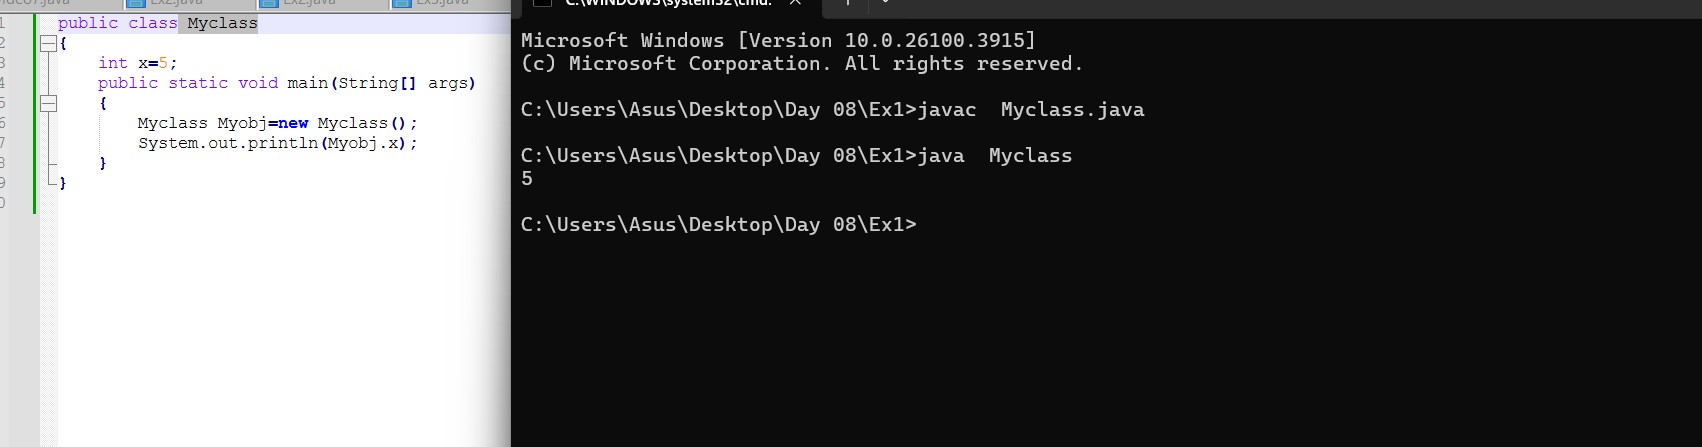 Ex2.java Ex2.java Ex3.java
1 public class Myclass
2 {
3 int x=5;
4 public static void main(String[] args)
5 {
6 Myclass Myobj=new Myclass();
7 System.out.println(Myobj.x);
8 }
9 }
0
C:\WINDOWS\system32\cmd.
Microsoft Windows [Version 10.0.26100.3915]
(c) Microsoft Corporation. All rights reserved.
C:\Users\Asus\Desktop\Day 08\Ex1>javac  Myclass.java
C:\Users\Asus\Desktop\Day 08\Ex1>java  Myclass
5
C:\Users\Asus\Desktop\Day 08\Ex1>